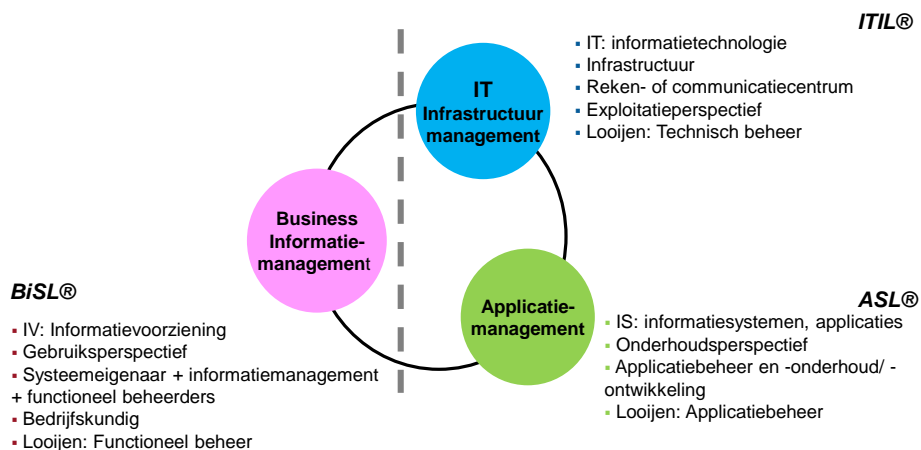 ITIL®
▪ IT: informatietechnologie
▪ Infrastructuur
▪ Reken- of communicatiecentrum
▪ Exploitatieperspectief
▪ Looijen: Technisch beheer
IT
Infrastructuur
management
Business
Informatie-
management
Applicatie-
management
BiSL®
▪ IV: Informatievoorziening
▪ Gebruiksperspectief
▪ Systeemeigenaar + informatiemanagement
+ functioneel beheerders
▪ Bedrijfskundig
▪ Looijen: Functioneel beheer
ASL®
▪ IS: informatiesystemen, applicaties
▪ Onderhoudsperspectief
▪ Applicatiebeheer en -onderhoud/ -
ontwikkeling
▪ Looijen: Applicatiebeheer